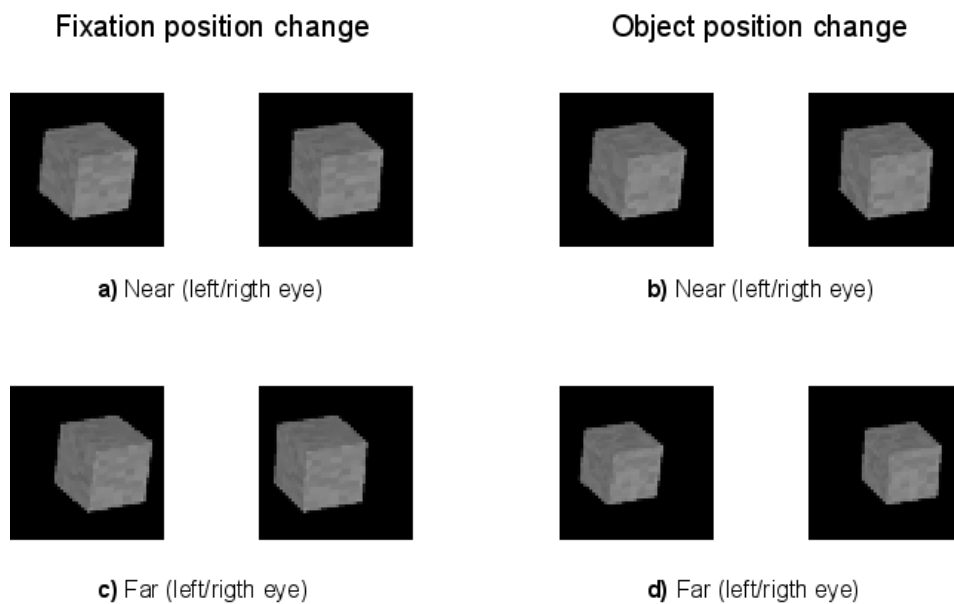 Fixation position change
Object position change
a) Near (left/rigth eye)
b) Near (left/rigth eye)
c) Far (left/rigth eye)
d) Far (left/rigth eye)